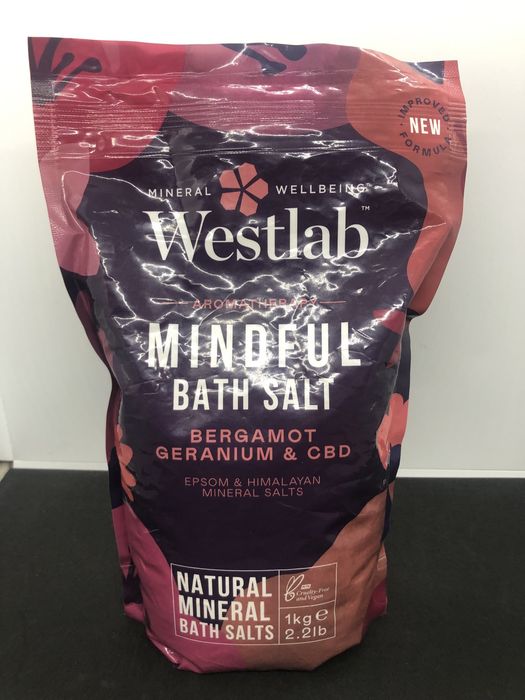 IMPROVED
NEW
FORMULA
MINERAL WELLBEING
Westlab™
AROMATHERAPY
MINDFUL
BATH SALT
BERGAMOT
GERANIUM & CBD
EPSOM & HIMALAYAN
MINERAL SALTS
NATURAL
MINERAL
BATH SALTS
Cruelty-Free
and Vegan
1kg ℮
2.2lb